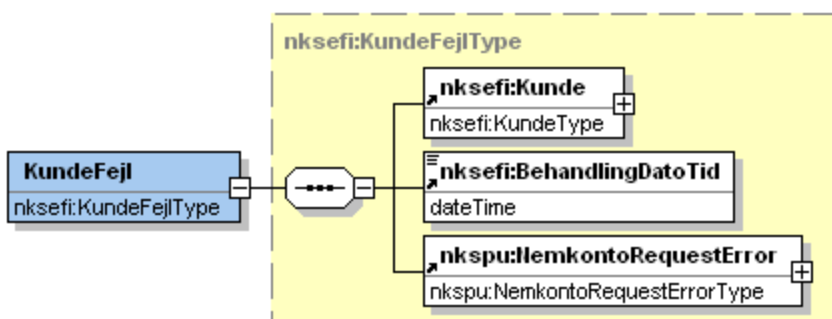 nksefi:KundeFejlType
nksefi:Kunde
nksefi:KundeType
KundeFejl
nksefi:KundeFejlType
nksefi:BehandlingDatoTid
dateTime
nkspu:NemkontoRequestError
nkspu:NemkontoRequestErrorType